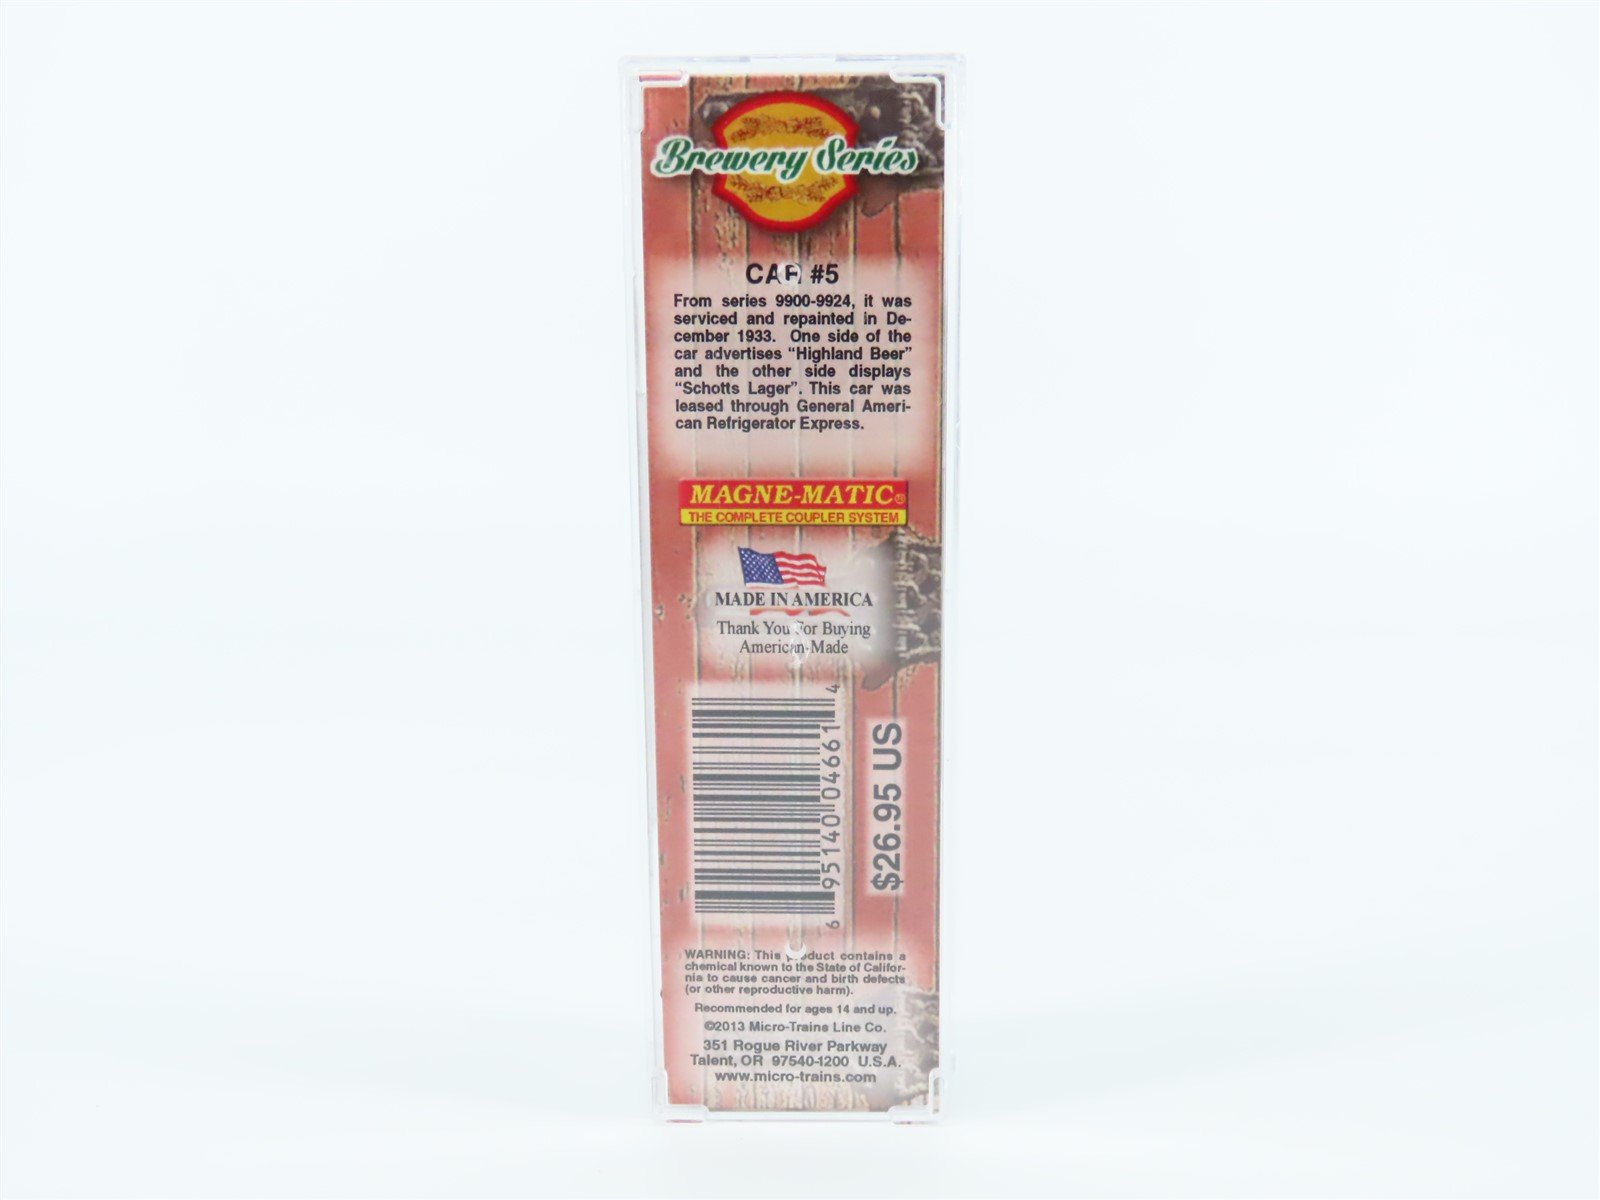 Brewery Series
CAR #5
From series 9900-9924, it was
serviced and repainted in De-
cember 1933. One side of the
car advertises “Highland Beer”
and the other side displays
“Schotts Lager”. This car was
leased through General Ameri-
can Refrigerator Express.
MAGNE-MATIC®
THE COMPLETE COUPLER SYSTEM
MADE IN AMERICA
Thank You For Buying
American-Made
6 95140 04661 4
$26.95 US
WARNING: This product contains a
chemical known to the State of Califor-
nia to cause cancer and birth defects
(or other reproductive harm).
Recommended for ages 14 and up.
©2013 Micro-Trains Line Co.
351 Rogue River Parkway
Talent, OR 97540-1200 U.S.A.
www.micro-trains.com